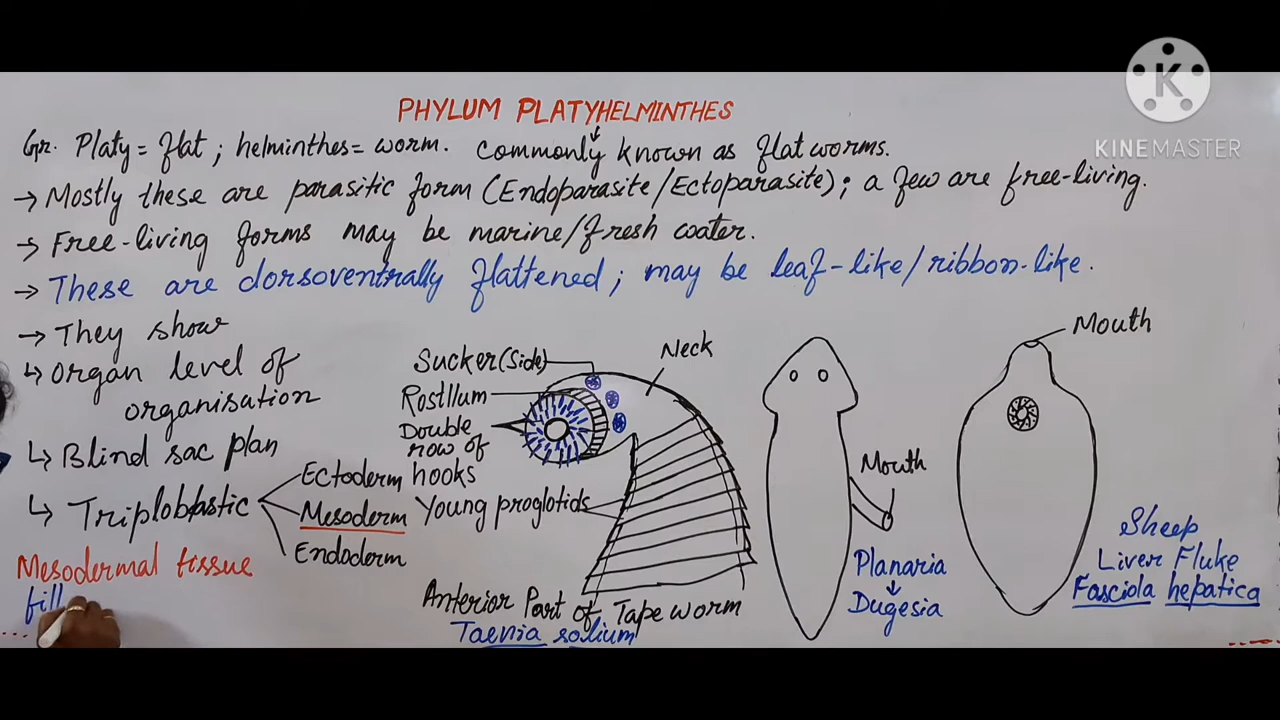 PHYLUM PLATYHELMINTHES
Gr. Platy = flat ; helminthes = worm. commonly known as flatworms.
→ Mostly these are parasitic form (Endoparasite/Ectoparasite); a few are free-living.
→ Free-living forms may be marine/fresh water.
→ These are dorsoventrally flattened; may be leaf-like/ribbon-like.
→ They show
↳ organ level of
organisation
↳ Blind sac plan
↳ Triploblastic
Ectoderm
Mesoderm
Endoderm
Mesodermal tissue
fill
Sucker(Side)
Neck
Rostllum
Double
row of
hooks
Young proglotids
Anterior Part of Tape worm
Taenia solium
Mouth
Planaria
↓
Dugesia
Mouth
Sheep
Liver Fluke
Fasciola hepatica
K
KINEMASTER